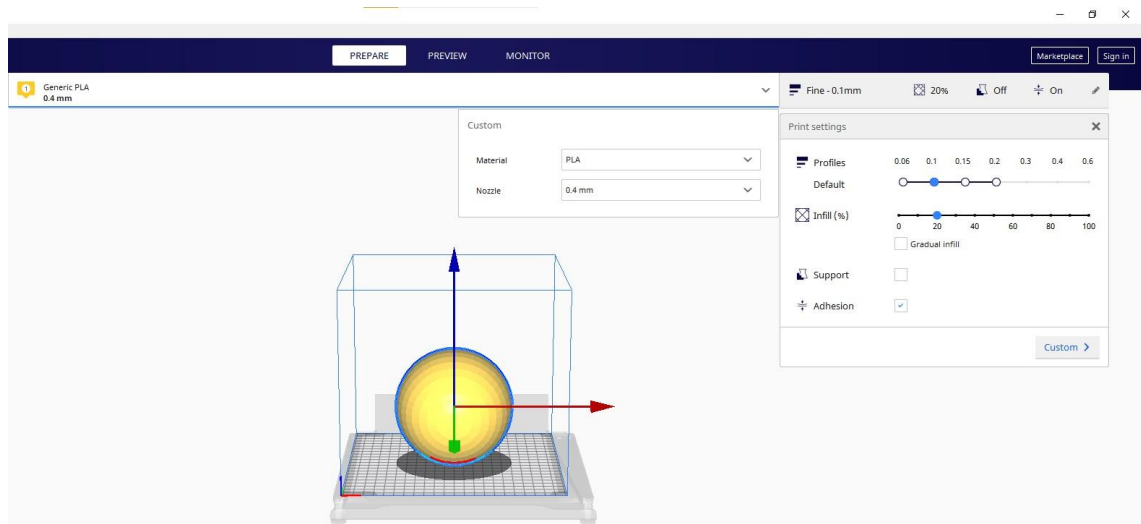 PREPARE PREVIEW MONITOR Marketplace Sign in
1 Generic PLA
0.4 mm
Fine - 0.1mm 20% Off On
Custom
Material PLA
Nozzle 0.4 mm
Print settings
Profiles 0.06 0.1 0.15 0.2 0.3 0.4 0.6
Default
Infill (%)
0 20 40 60 80 100
Gradual infill
Support
Adhesion
Custom